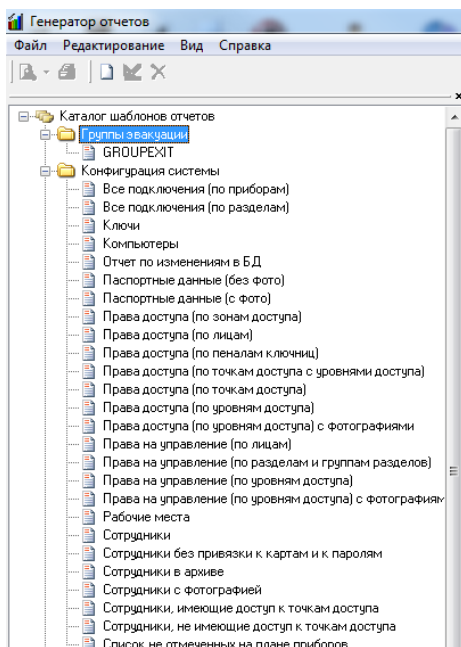 Генератор отчетов
Файл Редактирование Вид Справка
Каталог шаблонов отчетов
Группы эвакуации
GROUPEXIT
Конфигурация системы
Все подключения (по приборам)
Все подключения (по разделам)
Ключи
Компьютеры
Отчет по изменениям в БД
Паспортные данные (без фото)
Паспортные данные (с фото)
Права доступа (по зонам доступа)
Права доступа (по лицам)
Права доступа (по пеналам ключниц)
Права доступа (по точкам доступа с уровнями доступа)
Права доступа (по точкам доступа)
Права доступа (по уровням доступа)
Права доступа (по уровням доступа) с фотографиями
Права на управление (по лицам)
Права на управление (по разделам и группам разделов)
Права на управление (по уровням доступа)
Права на управление (по уровням доступа) с фотографиям
Рабочие места
Сотрудники
Сотрудники без привязки к картам и к паролям
Сотрудники в архиве
Сотрудники с фотографией
Сотрудники, имеющие доступ к точкам доступа
Сотрудники, не имеющие доступ к точкам доступа
Список не отмеченных на плане приборов